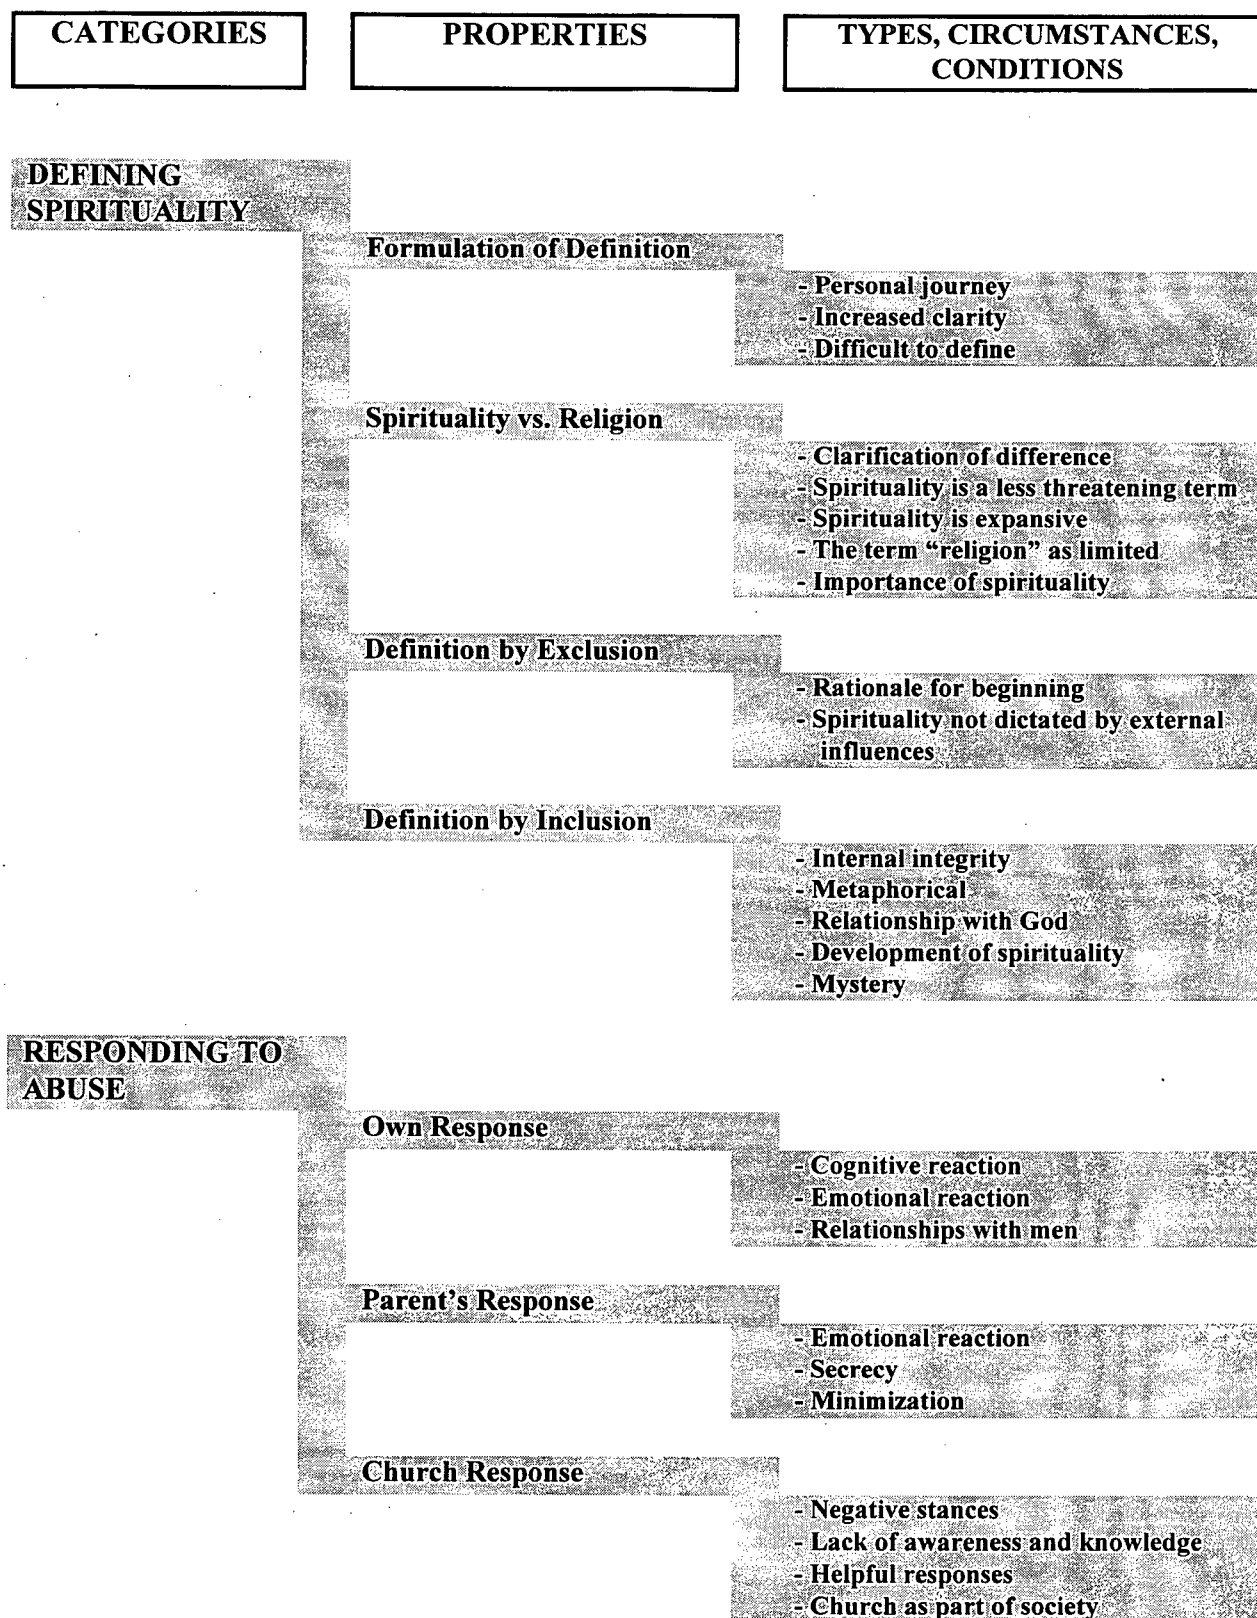 CATEGORIES
PROPERTIES
TYPES, CIRCUMSTANCES,
CONDITIONS
DEFINING
SPIRITUALITY
Formulation of Definition
- Personal journey
- Increased clarity
- Difficult to define
Spirituality vs. Religion
- Clarification of difference
- Spirituality is a less threatening term
- Spirituality is expansive
- The term “religion” as limited
- Importance of spirituality
Definition by Exclusion
- Rationale for beginning
- Spirituality not dictated by external
influences
Definition by Inclusion
- Internal integrity
- Metaphorical
- Relationship with God
- Development of spirituality
- Mystery
RESPONDING TO
ABUSE
Own Response
- Cognitive reaction
- Emotional reaction
- Relationships with men
Parent’s Response
- Emotional reaction
- Secrecy
- Minimization
Church Response
- Negative stances
- Lack of awareness and knowledge
- Helpful responses
- Church as part of society